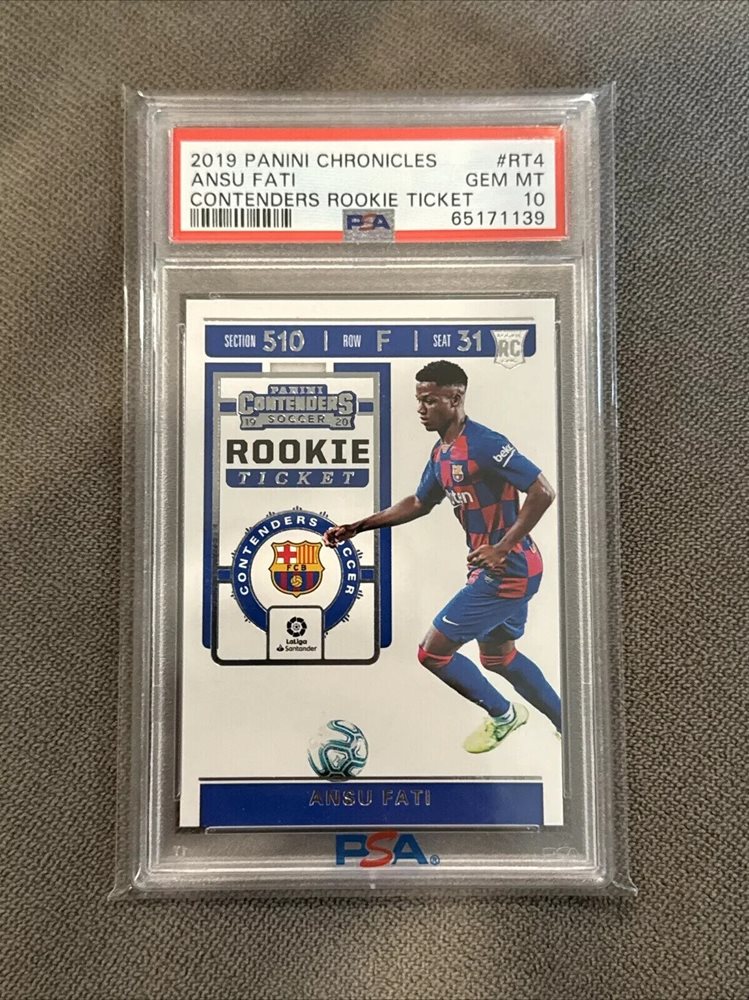 2019 PANINI CHRONICLES #RT4
ANSU FATI GEM MT
CONTENDERS ROOKIE TICKET 10
PSA 65171139
SECTION 510 | ROW F | SEAT 31 RC
PANINI
CONTENDERS
19 SOCCER 20
ROOKIE
TICKET
beko
CONTENDERS SOCCER
FCB
LaLiga
Santander
ANSU FATI
PSA®